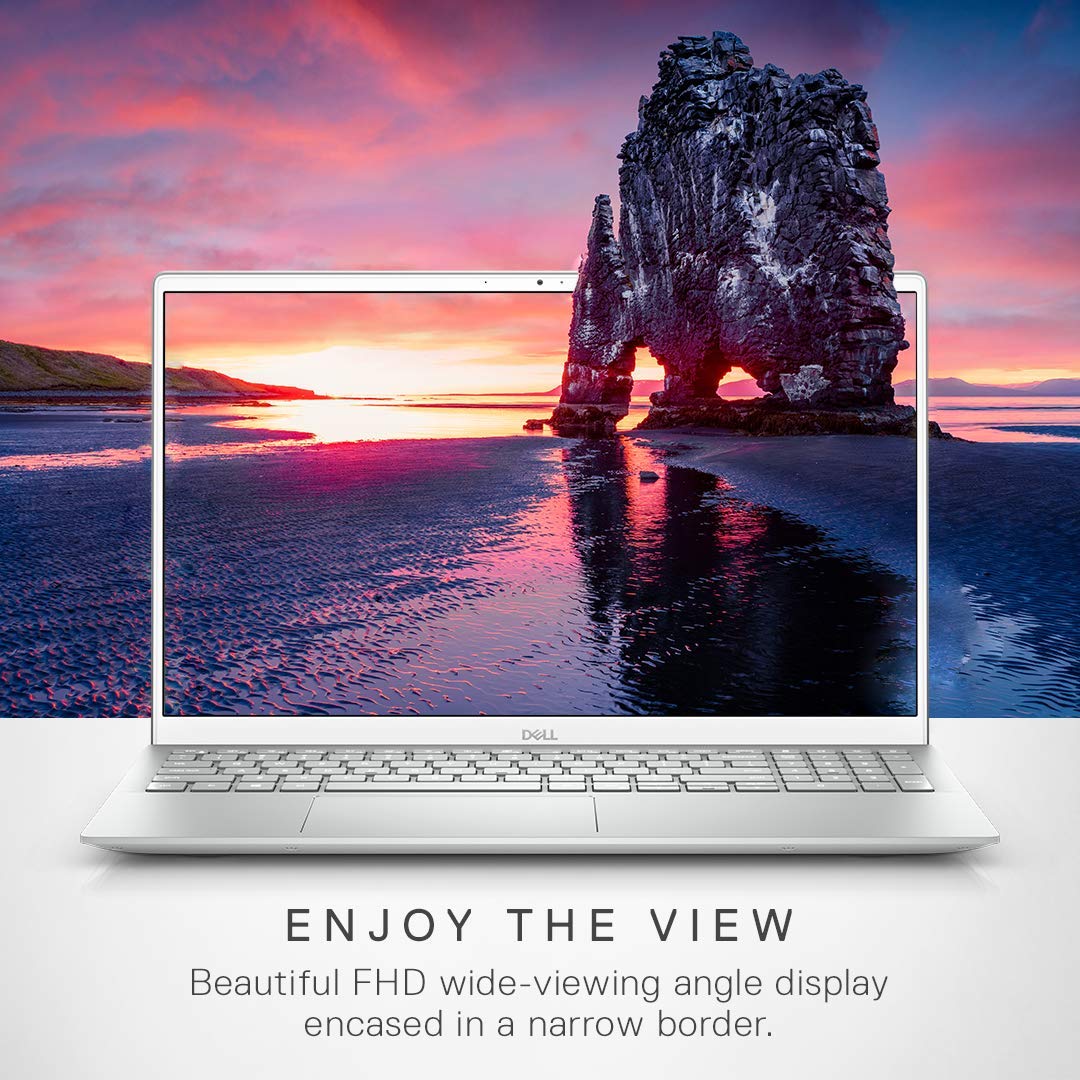 DELL
ENJOY THE VIEW
Beautiful FHD wide-viewing angle display
encased in a narrow border.